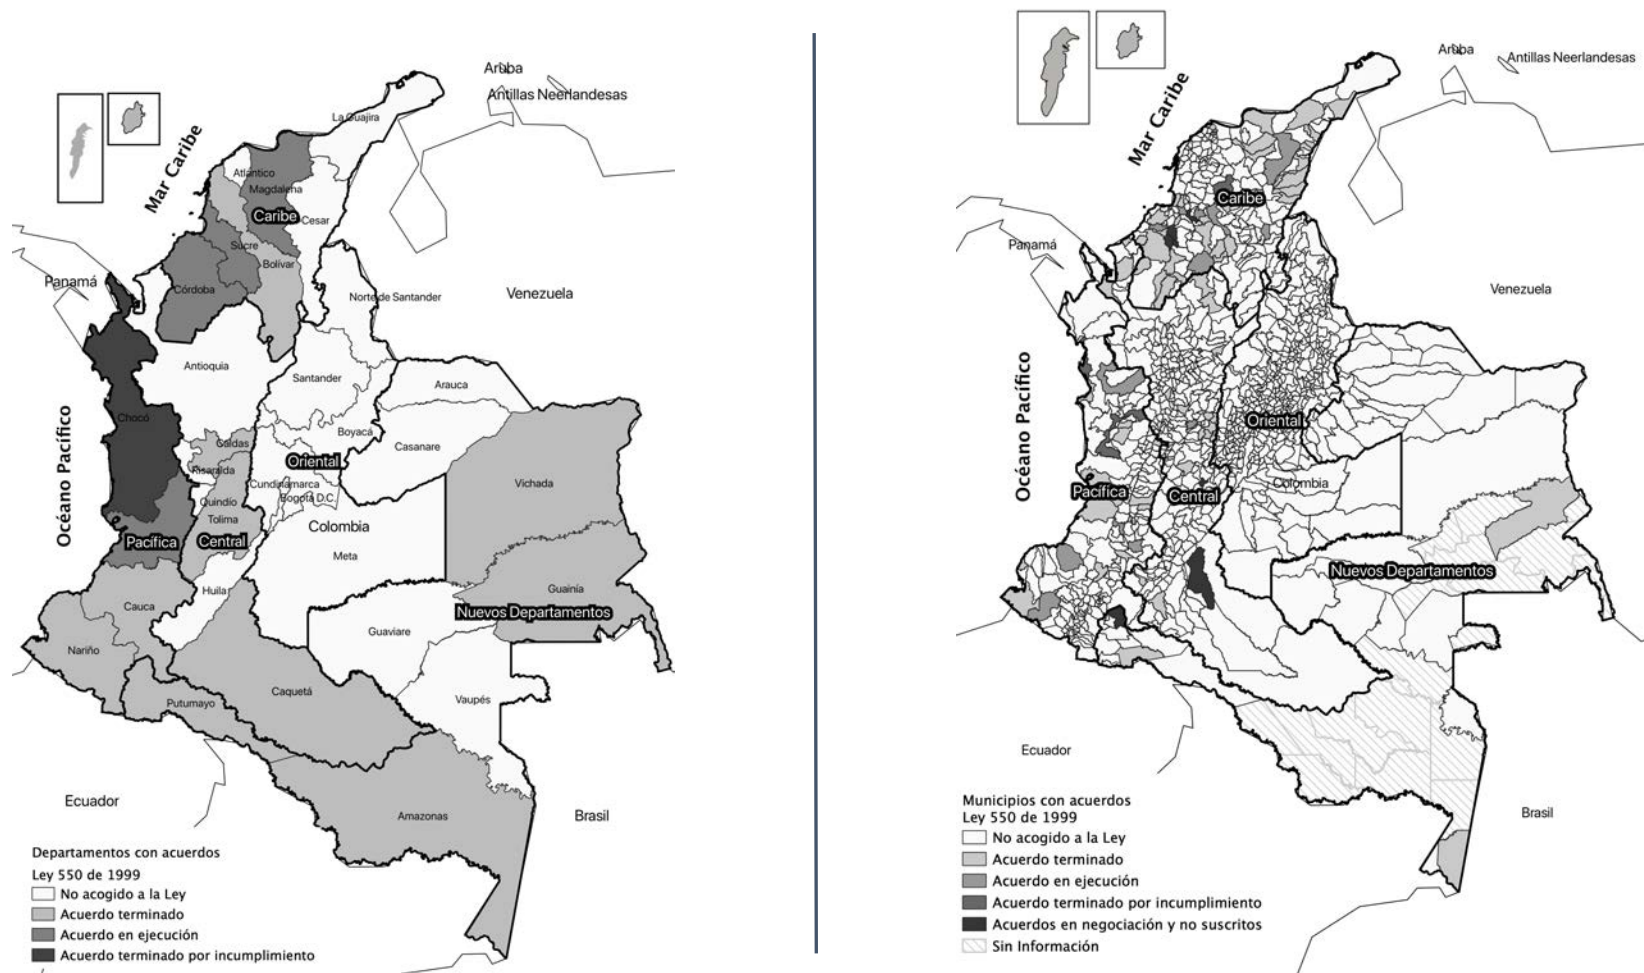 Aruba
Antillas Neerlandesas
La Guajira
Mar Caribe
Atlántico
Magdalena
Caribe
Cesar
Sucre
Bolívar
Panamá
Córdoba
Norte de Santander
Venezuela
Antioquia
Santander
Arauca
Océano Pacífico
Chocó
Boyacá
Caldas
Casanare
Risaralda
Oriental
Cundinamarca
Vichada
Bogotá D.C.
Quindío
Tolima
Colombia
Pacífica
Central
Meta
Huila
Guainía
Cauca
Nuevos Departamentos
Guaviare
Nariño
Caquetá
Vaupés
Putumayo
Ecuador
Amazonas
Brasil
Departamentos con acuerdos
Ley 550 de 1999
No acogido a la Ley
Acuerdo terminado
Acuerdo en ejecución
Acuerdo terminado por incumplimiento
Aruba
Antillas Neerlandesas
Mar Caribe
Caribe
Panamá
Venezuela
Océano Pacífico
Oriental
Pacífica
Central
Colombia
Nuevos Departamentos
Ecuador
Brasil
Municipios con acuerdos
Ley 550 de 1999
No acogido a la Ley
Acuerdo terminado
Acuerdo en ejecución
Acuerdo terminado por incumplimiento
Acuerdos en negociación y no suscritos
Sin Información